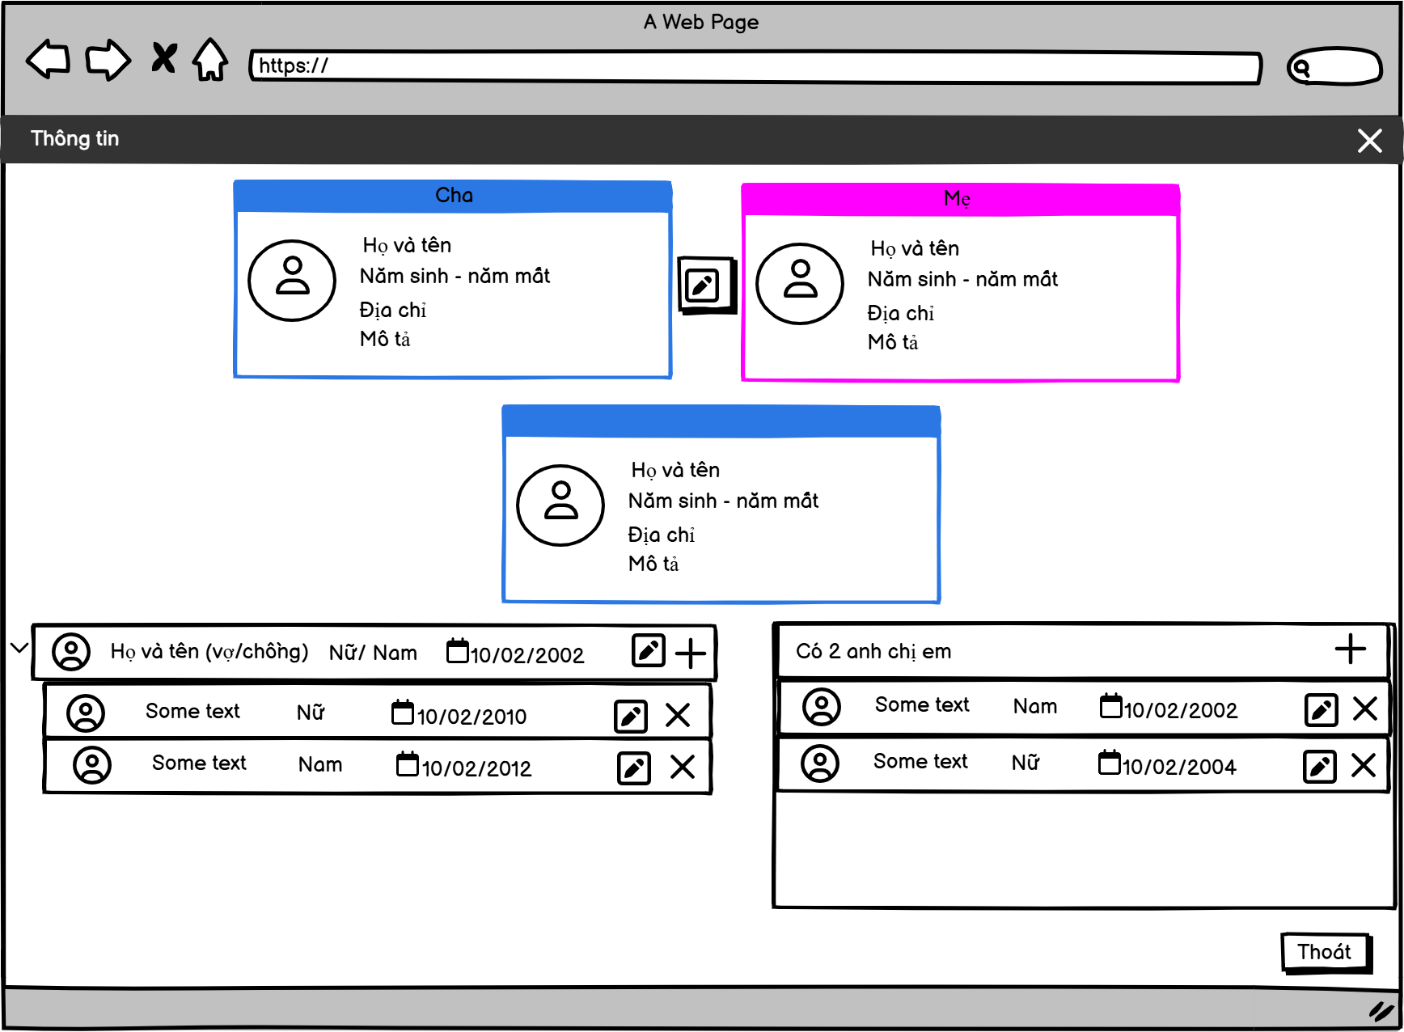 A Web Page
https://
Thông tin
Cha
Họ và tên
Năm sinh - năm mất
Địa chỉ
Mô tả
Mẹ
Họ và tên
Năm sinh - năm mất
Địa chỉ
Mô tả
Họ và tên
Năm sinh - năm mất
Địa chỉ
Mô tả
Họ và tên (vợ/chồng) Nữ/ Nam 10/02/2002
Some text Nữ 10/02/2010
Some text Nam 10/02/2012
Có 2 anh chị em
Some text Nam 10/02/2002
Some text Nữ 10/02/2004
Thoát